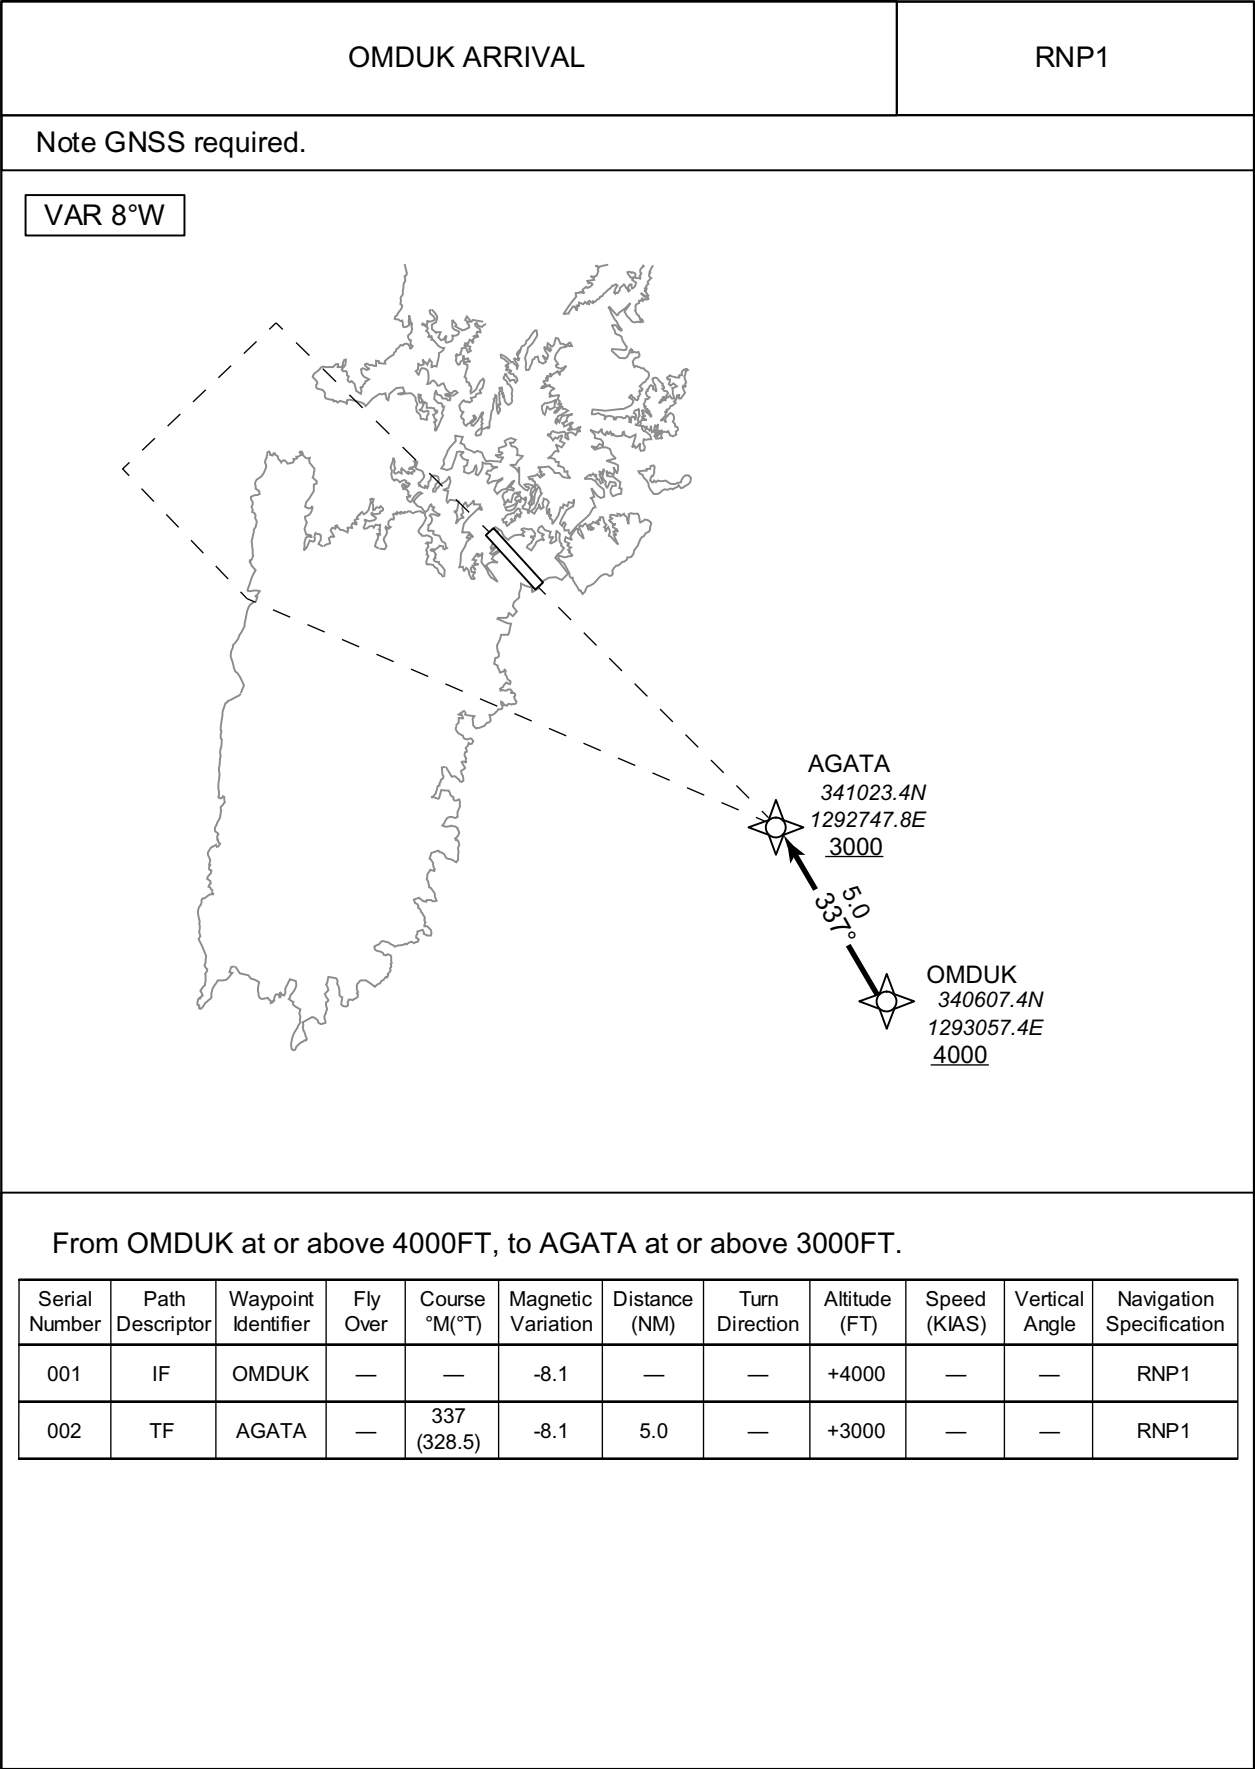 OMDUK ARRIVAL
RNP1
Note GNSS required.
VAR 8°W
AGATA
341023.4N
1292747.8E
3000
5.0
337°
OMDUK
340607.4N
1293057.4E
4000
From OMDUK at or above 4000FT, to AGATA at or above 3000FT.
Serial Number Path Descriptor Waypoint Identifier Fly Over Course °M(°T) Magnetic Variation Distance (NM) Turn Direction Altitude (FT) Speed (KIAS) Vertical Angle Navigation Specification
001 IF OMDUK — — -8.1 — — +4000 — — RNP1
002 TF AGATA — 337 (328.5) -8.1 5.0 — +3000 — — RNP1